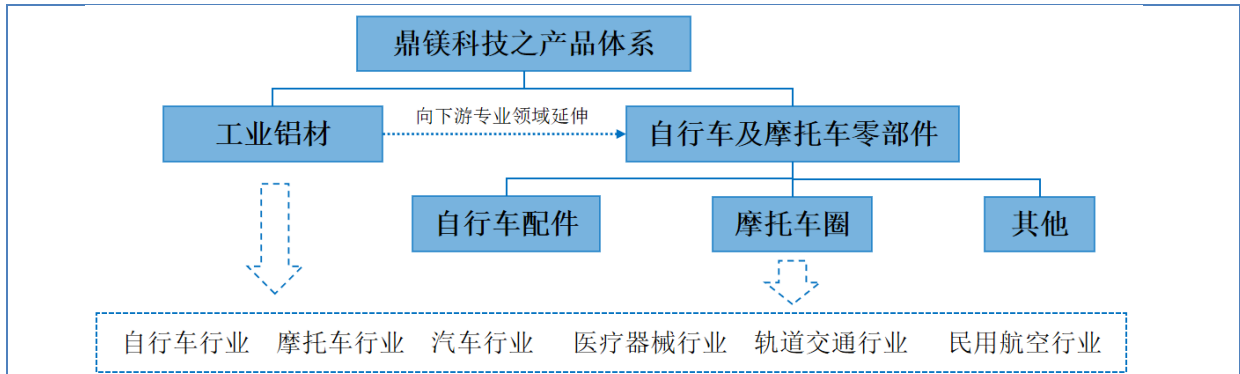 鼎镁科技之产品体系
工业铝材
向下游专业领域延伸
自行车及摩托车零部件
自行车配件
摩托车圈
其他
自行车行业 摩托车行业 汽车行业 医疗器械行业 轨道交通行业 民用航空行业